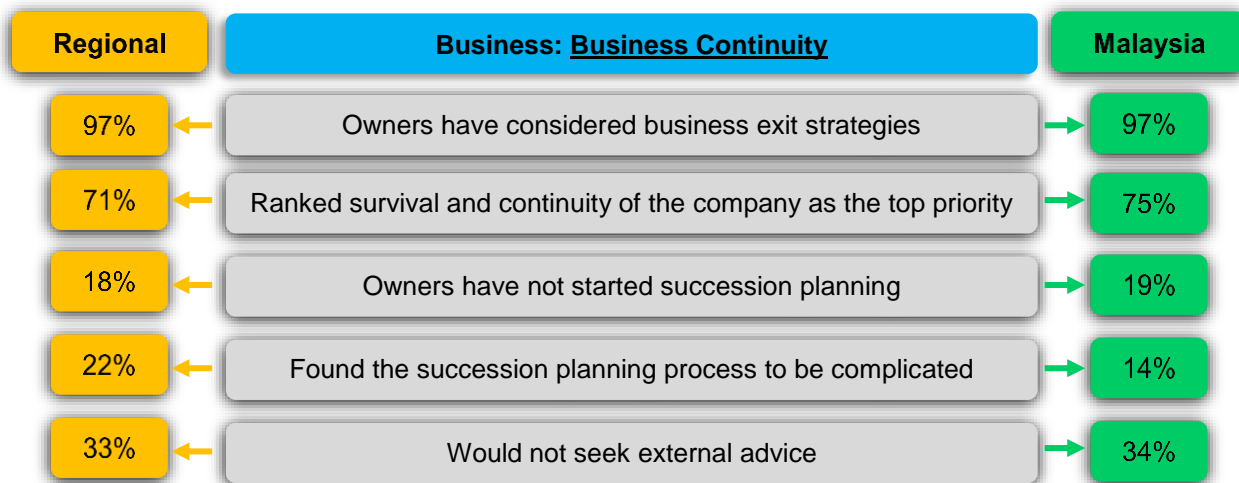 Regional
Business: Business Continuity
Malaysia
97%
Owners have considered business exit strategies
97%
71%
Ranked survival and continuity of the company as the top priority
75%
18%
Owners have not started succession planning
19%
22%
Found the succession planning process to be complicated
14%
33%
Would not seek external advice
34%